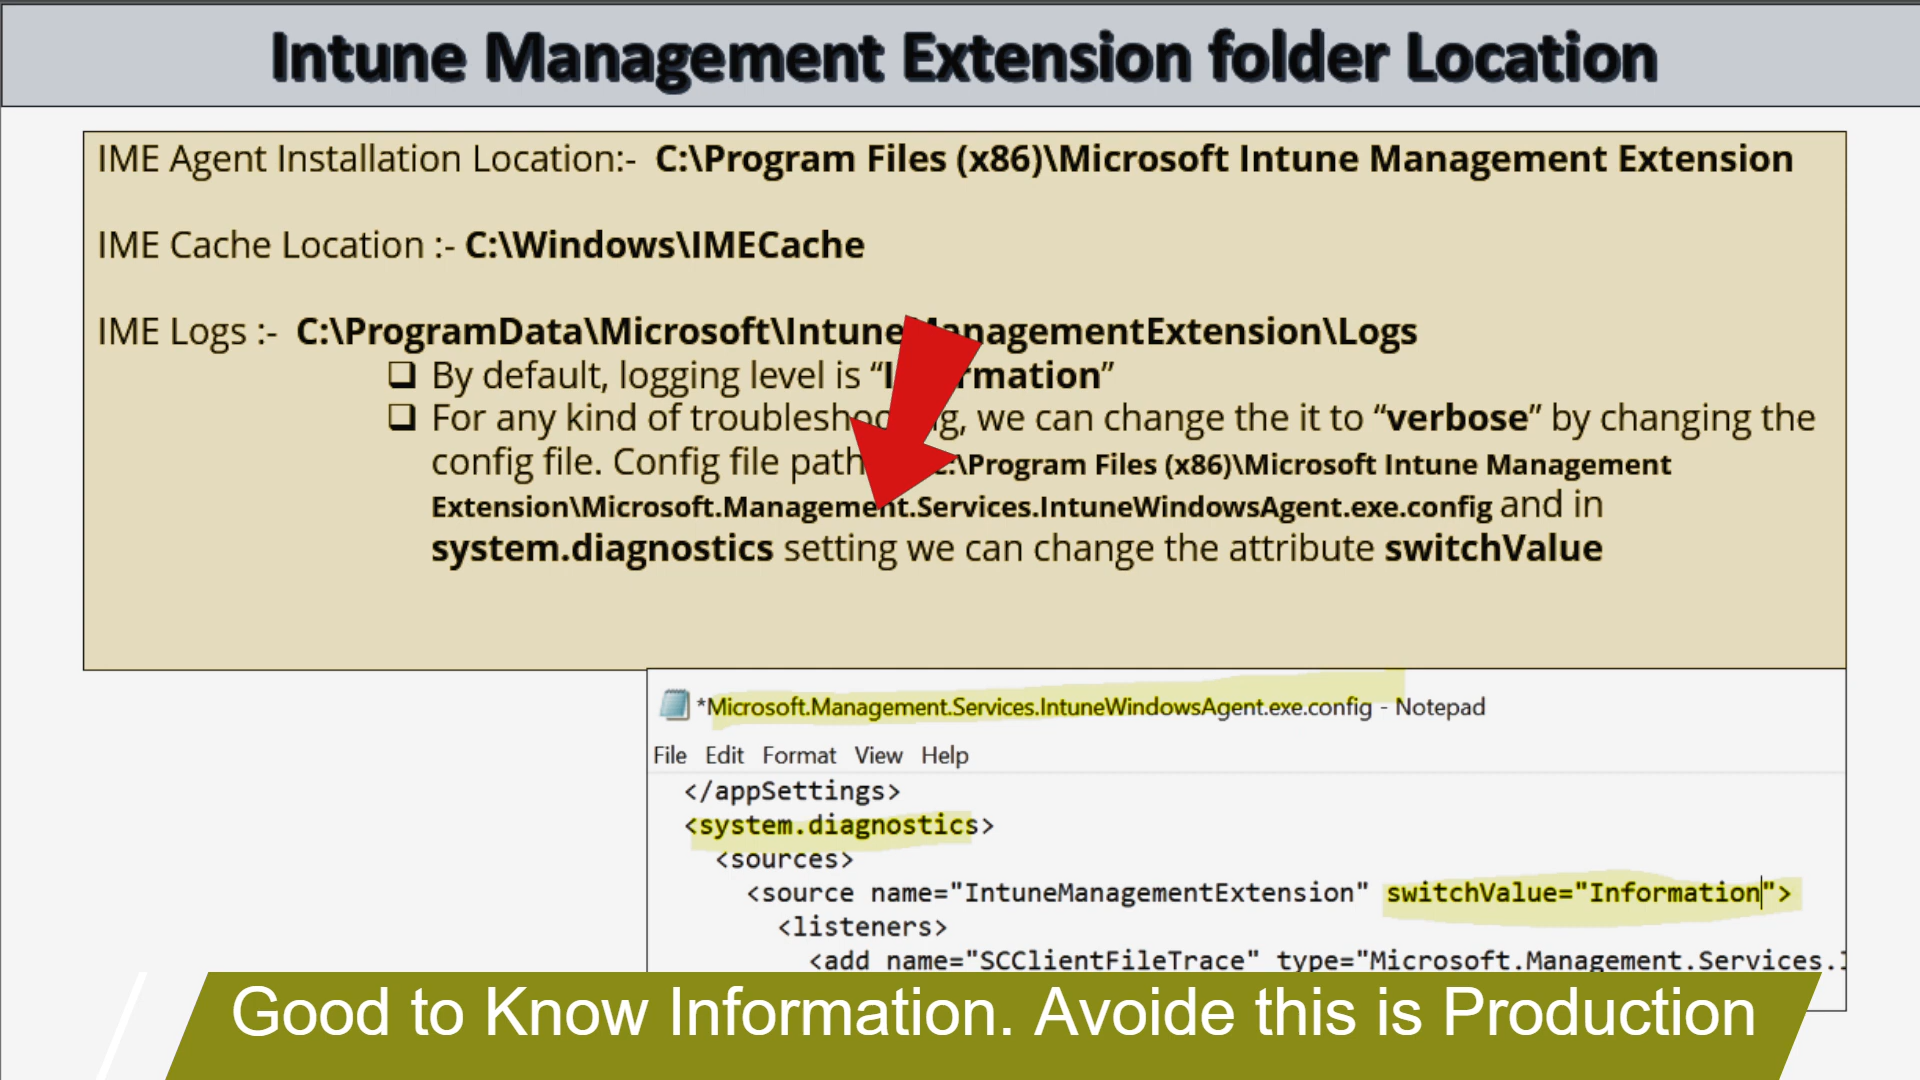 Intune Management Extension folder Location
IME Agent Installation Location:- C:\Program Files (x86)\Microsoft Intune Management Extension
IME Cache Location :- C:\Windows\IMECache
IME Logs :- C:\ProgramData\Microsoft\IntuneManagementExtension\Logs
❑ By default, logging level is “Information”
❑ For any kind of troubleshooting, we can change the it to “verbose” by changing the
config file. Config file path C:\Program Files (x86)\Microsoft Intune Management
Extension\Microsoft.Management.Services.IntuneWindowsAgent.exe.config and in
system.diagnostics setting we can change the attribute switchValue
*Microsoft.Management.Services.IntuneWindowsAgent.exe.config - Notepad
File Edit Format View Help
</appSettings>
<system.diagnostics>
<sources>
<source name="IntuneManagementExtension" switchValue="Information">
<listeners>
<add name="SCClientFileTrace" type="Microsoft.Management.Services.
Good to Know Information. Avoide this is Production